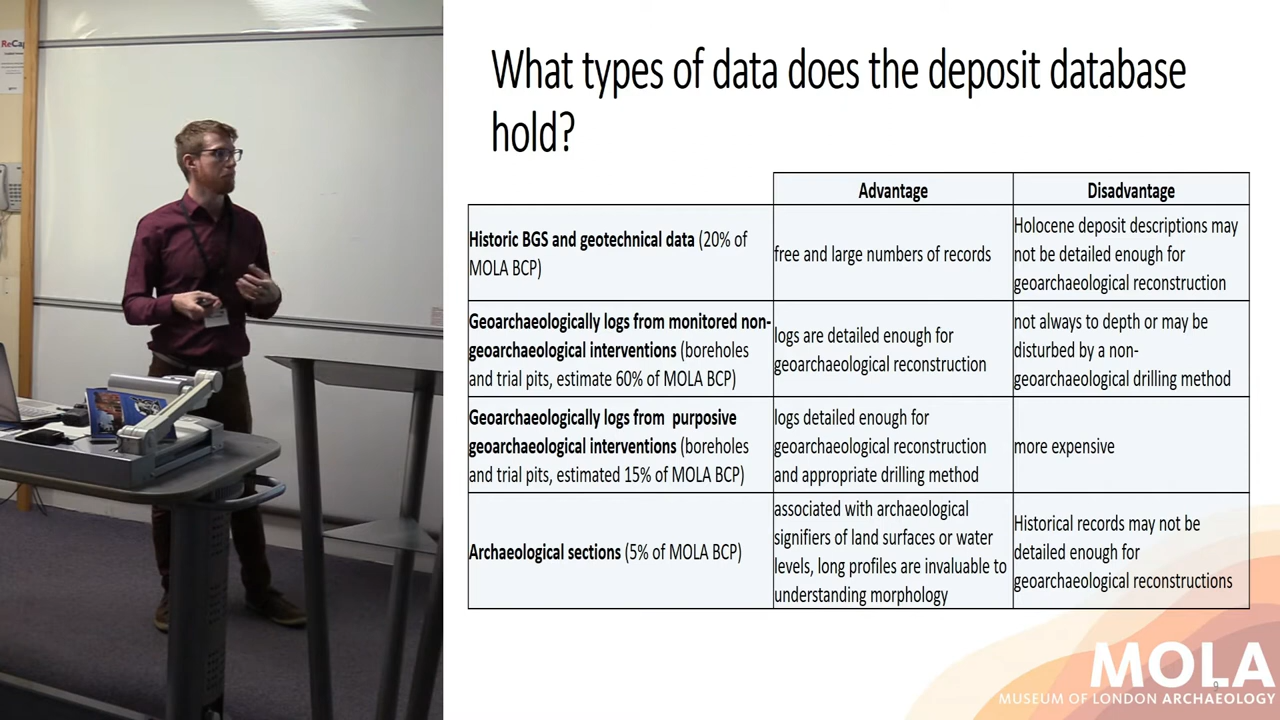 ReCap
What types of data does the deposit database
hold?
Advantage
Disadvantage
Historic BGS and geotechnical data (20% of
MOLA BCP)
free and large numbers of records
Holocene deposit descriptions may
not be detailed enough for
geoarchaeological reconstruction
Geoarchaeologically logs from monitored non-
geoarchaeological interventions (boreholes
and trial pits, estimate 60% of MOLA BCP)
logs are detailed enough for
geoarchaeological reconstruction
not always to depth or may be
disturbed by a non-
geoarchaeological drilling method
Geoarchaeologically logs from purposive
geoarchaeological interventions (boreholes
and trial pits, estimated 15% of MOLA BCP)
logs detailed enough for
geoarchaeological reconstruction
and appropriate drilling method
more expensive
Archaeological sections (5% of MOLA BCP)
associated with archaeological
signifiers of land surfaces or water
levels, long profiles are invaluable to
understanding morphology
Historical records may not be
detailed enough for
geoarchaeological reconstructions
MOLA
9
MUSEUM OF LONDON ARCHAEOLOGY